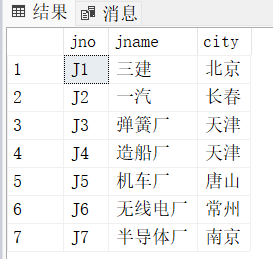 结果 消息
jno jname city
1 J1 三建 北京
2 J2 一汽 长春
3 J3 弹簧厂 天津
4 J4 造船厂 天津
5 J5 机车厂 唐山
6 J6 无线电厂 常州
7 J7 半导体厂 南京